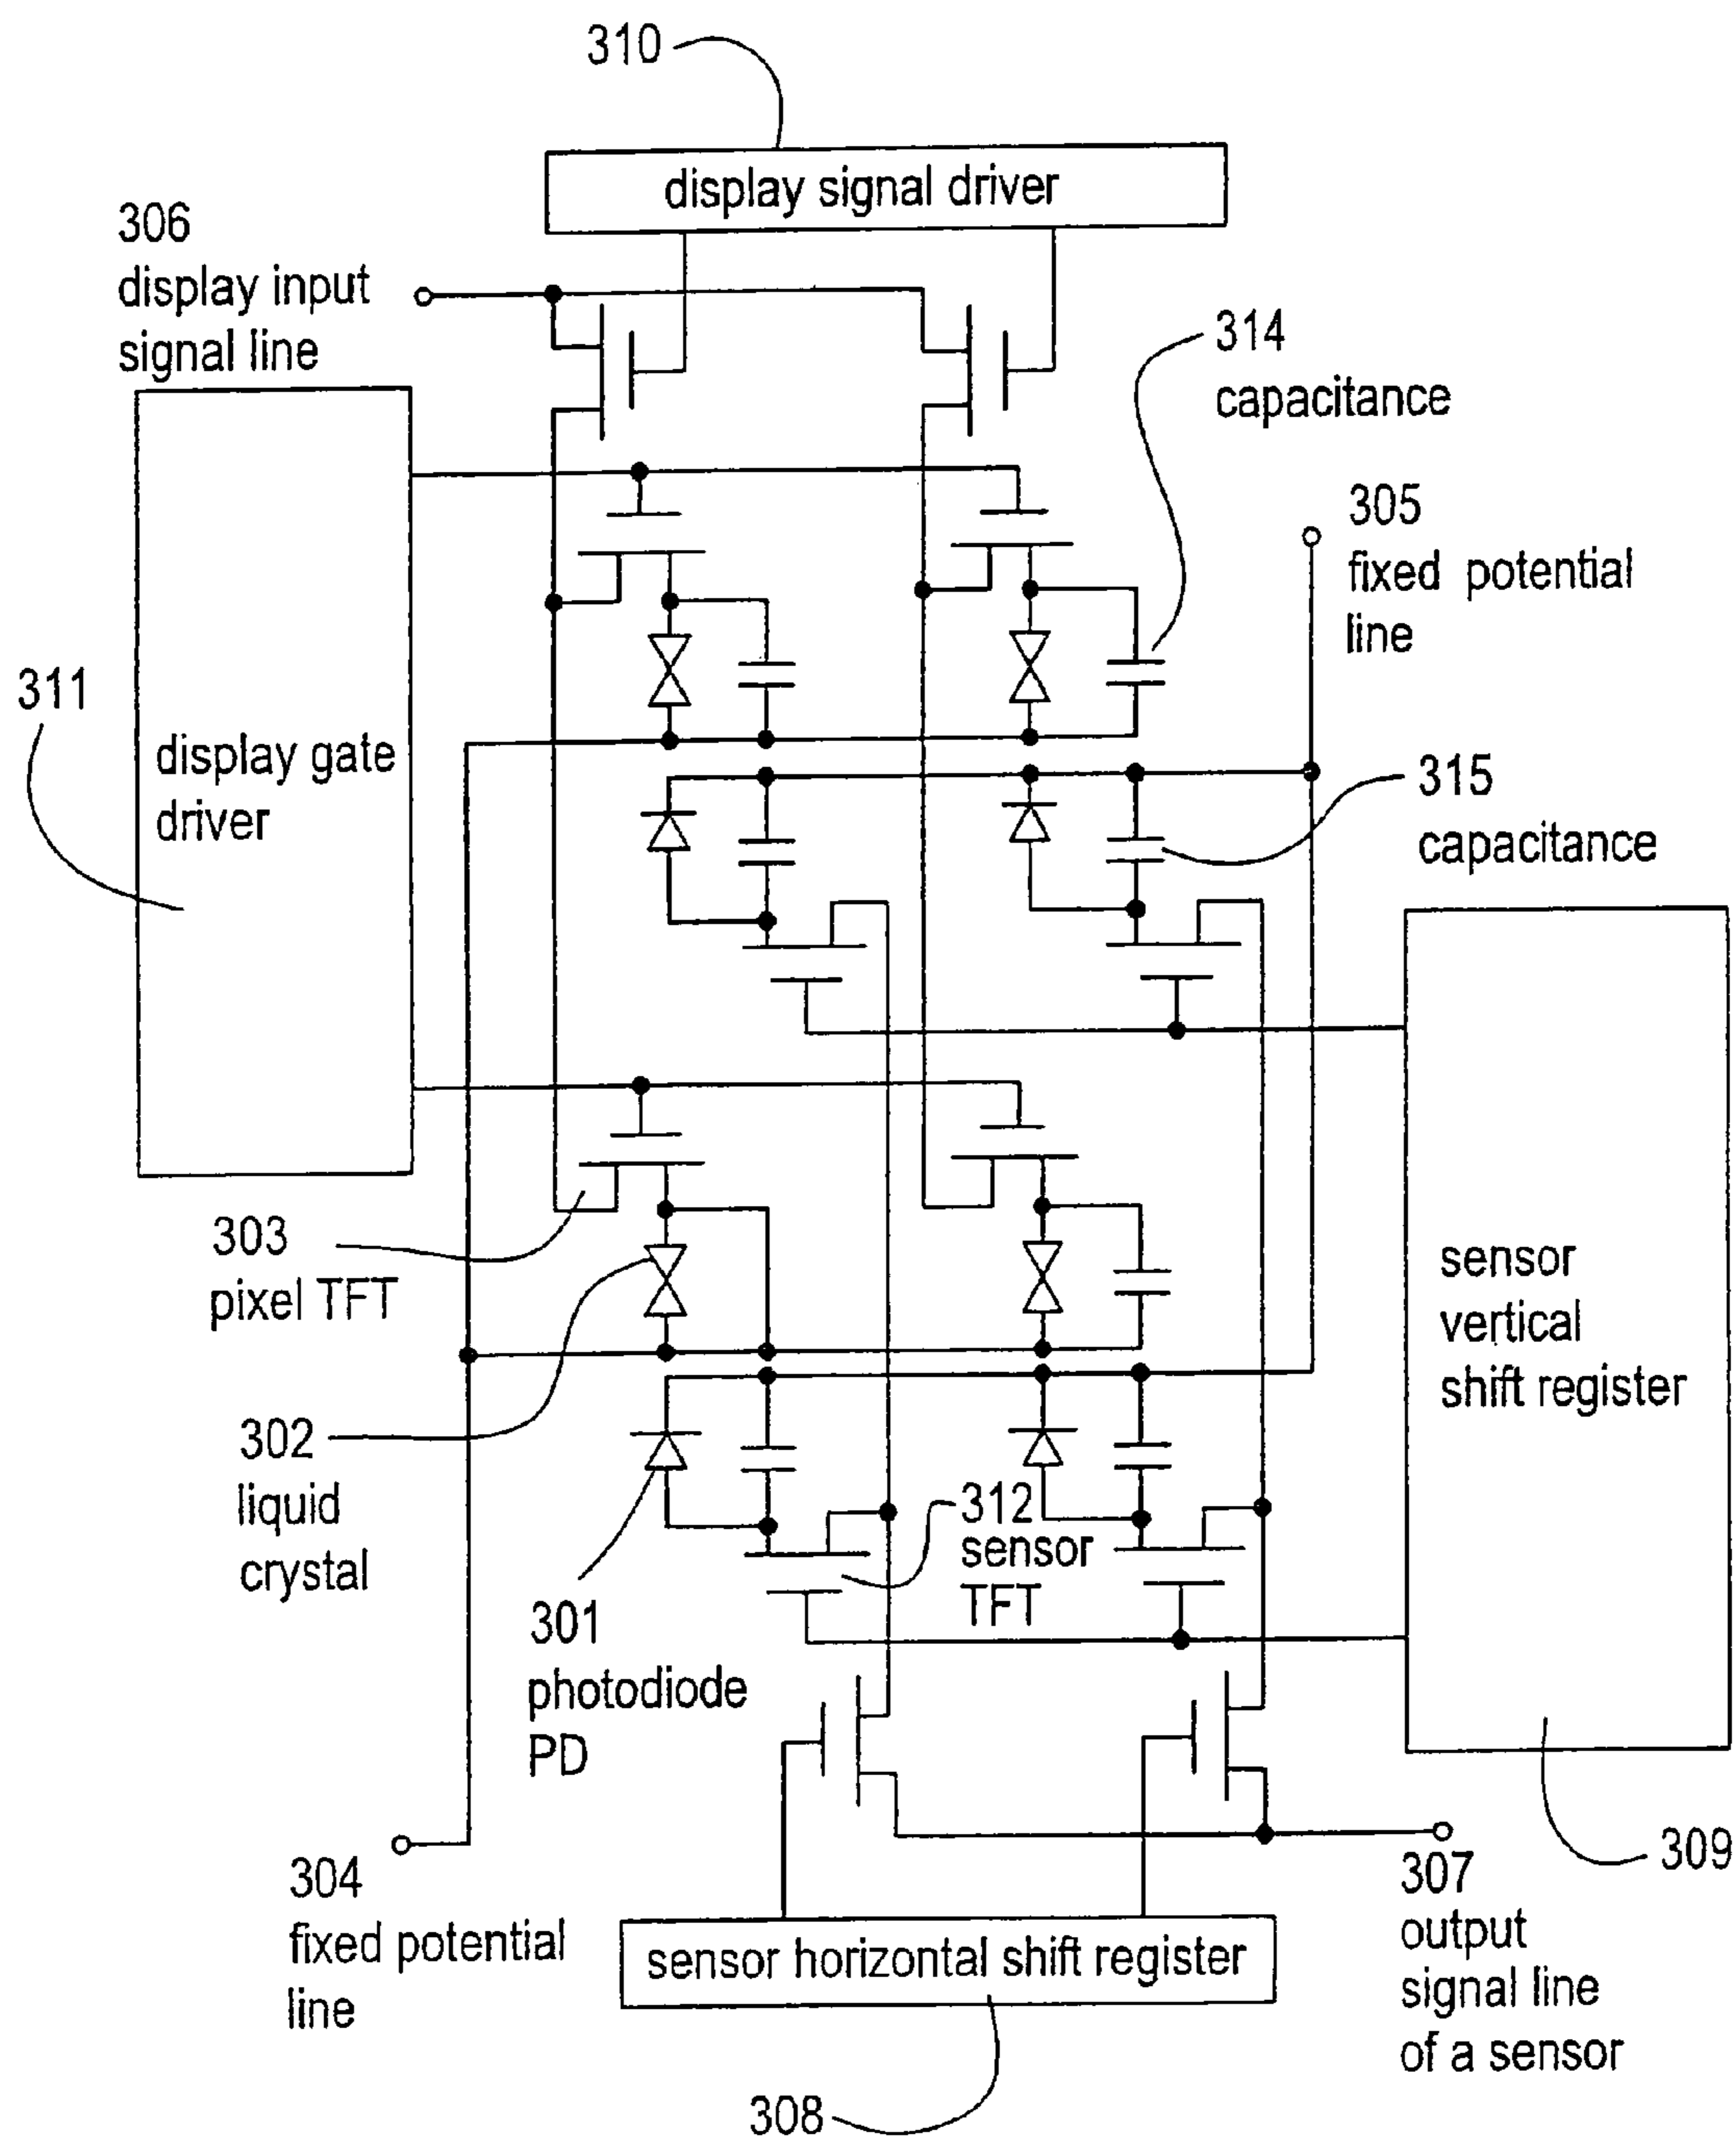 310
display signal driver
306
display input
signal line
314
capacitance
305
fixed potential
line
311
display gate
driver
315
capacitance
303
pixel TFT
sensor
vertical
shift register
302
liquid
crystal
312
sensor
TFT
301
photodiode
PD
309
304
fixed potential
line
307
output
signal line
of a sensor
sensor horizontal shift register
308